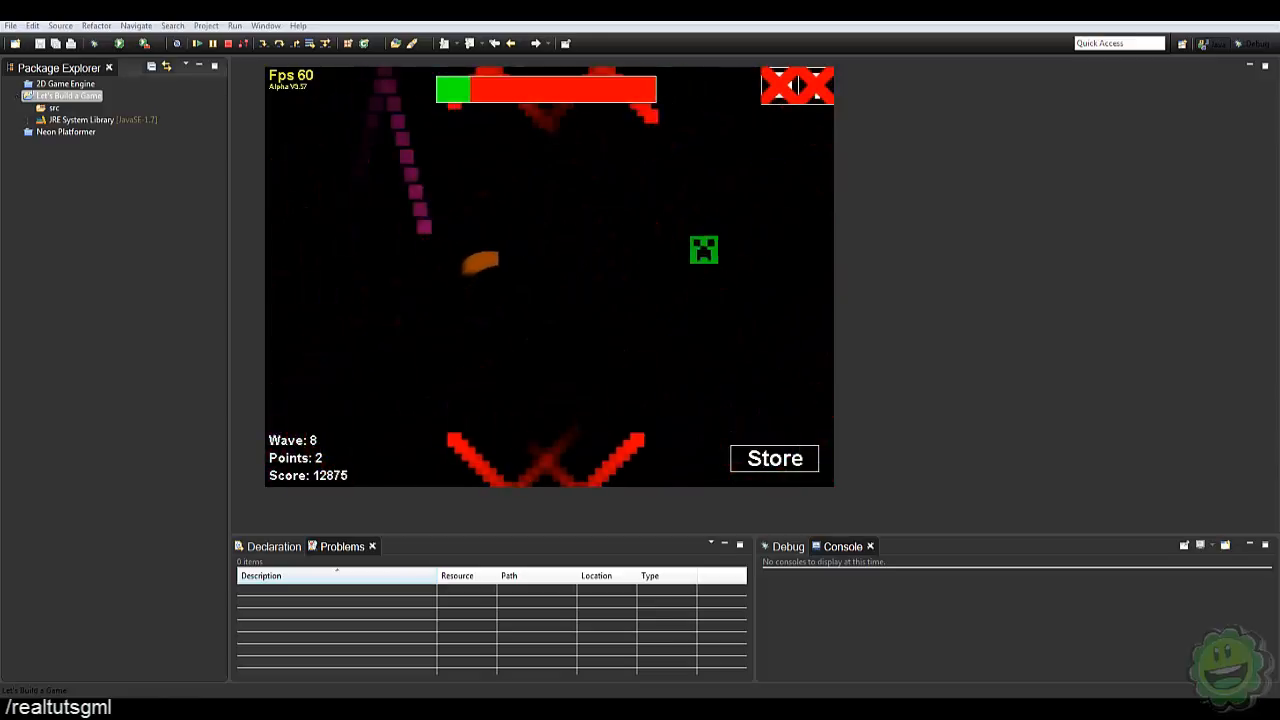 File Edit Source Refactor Navigate Search Project Run Window Help
Quick Access
Debug
Package Explorer
2D Game Engine
Let's Build a Game
src
JRE System Library [JavaSE-1.7]
Neon Platformer
Fps 60
Alpha V3.57
Wave: 8
Points: 2
Score: 12875
Store
Declaration Problems
0 items
Description Resource Path Location Type
Debug Console
No consoles to display at this time.
Let's Build a Game
/realtutsgml